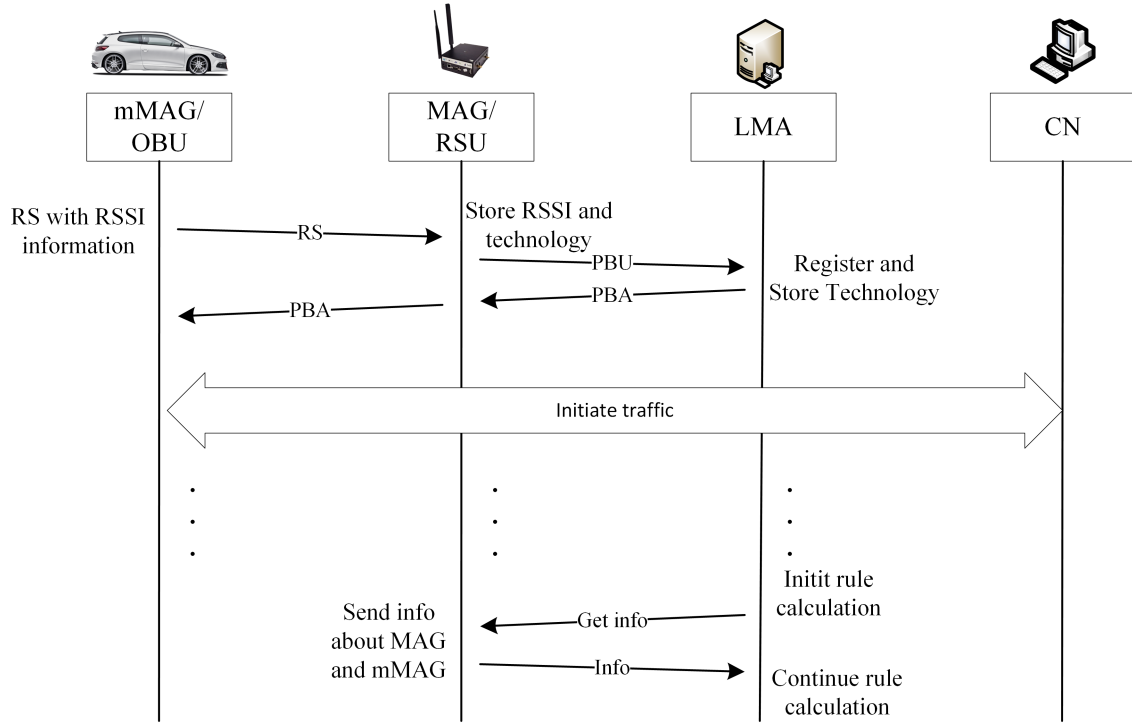 mMAG/
OBU
MAG/
RSU
LMA
CN
RS with RSSI
information
RS
Store RSSI and
technology
PBU
Register and
Store Technology
PBA
PBA
Initiate traffic
Initit rule
calculation
Send info
about MAG
and mMAG
Get info
Info
Continue rule
calculation